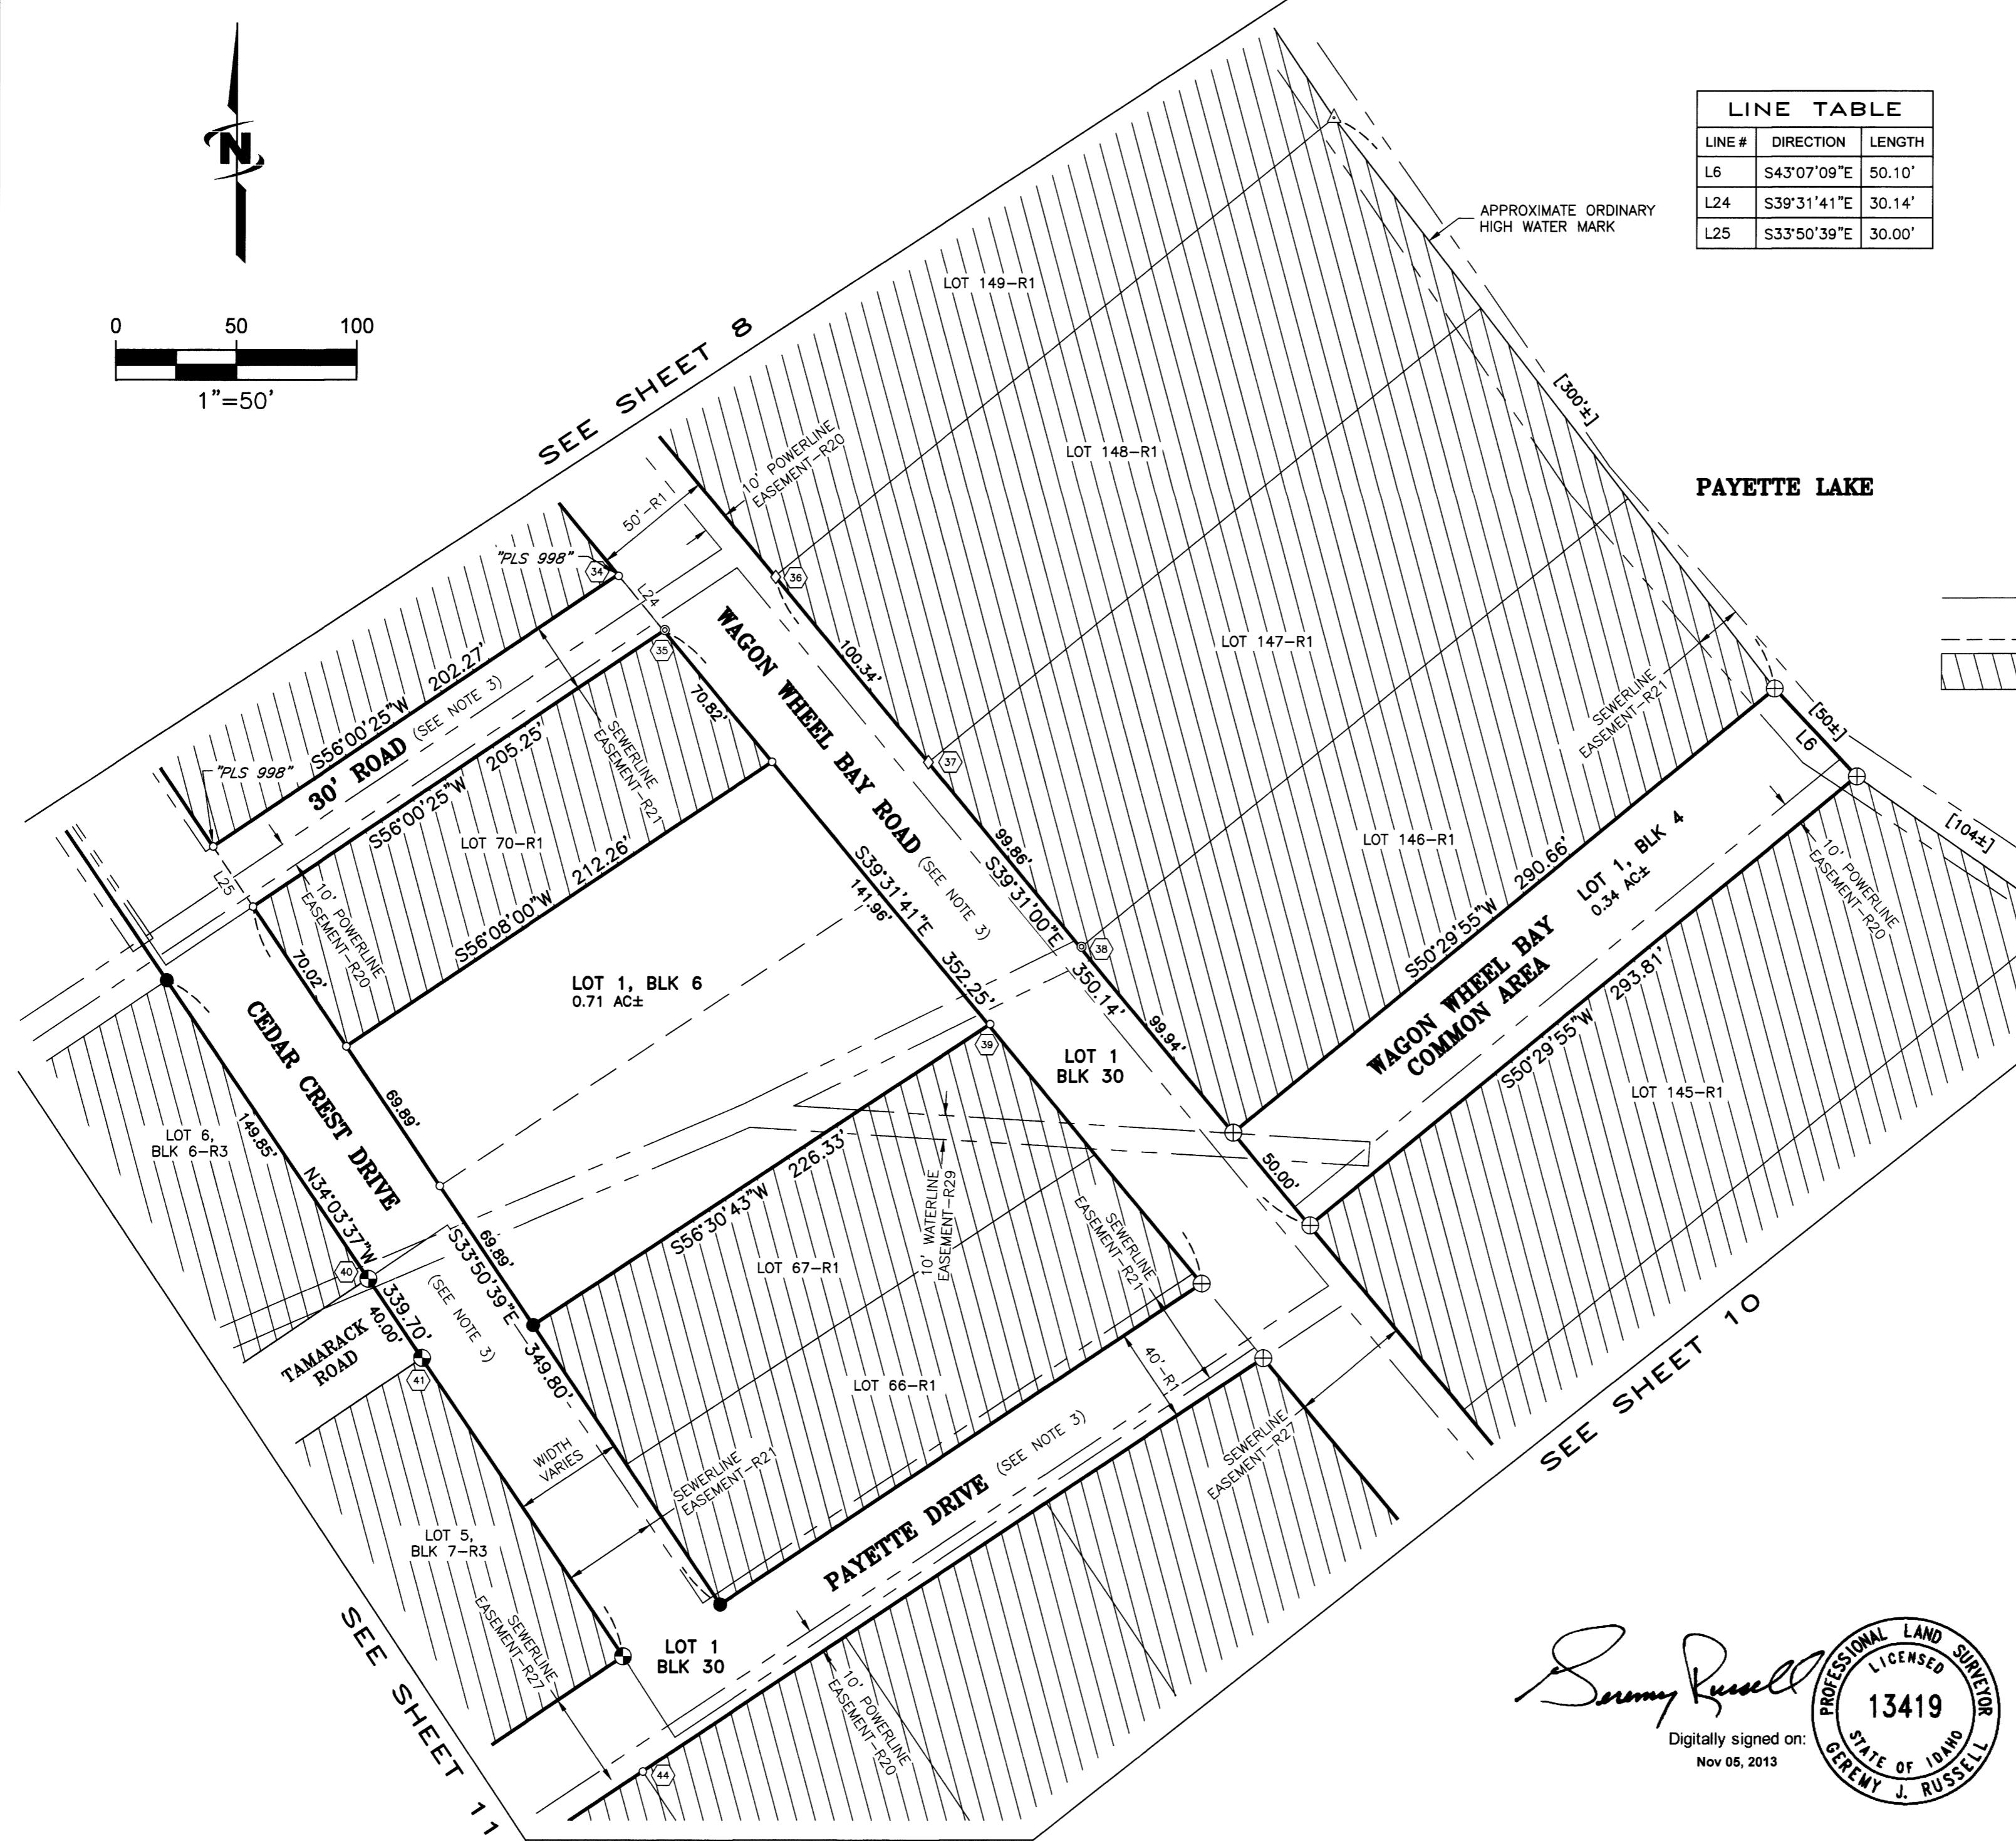 N
0 50 100
1"=50'
LINE TABLE
LINE # DIRECTION LENGTH
L6 S43°07'09"E 50.10'
L24 S39°31'41"E 30.14'
L25 S33°50'39"E 30.00'
APPROXIMATE ORDINARY
HIGH WATER MARK
SEE SHEET 8
LOT 149-R1
LOT 148-R1
LOT 147-R1
LOT 146-R1
[300'±]
PAYETTE LAKE
10' POWERLINE
EASEMENT-R20
50'-R1
"PLS 998"
34
L24
35
36
100.34'
37
99.86'
S39°31'00"E
350.14'
38
99.94'
50.00'
WAGON WHEEL BAY ROAD (SEE NOTE 3)
S56°00'25"W 202.27'
30' ROAD (SEE NOTE 3)
"PLS 998"
L25
S56°00'25"W 205.25'
LOT 70-R1
SEWERLINE
EASEMENT-R21
70.82'
10' POWERLINE
EASEMENT-R20
S56°08'00"W 212.26'
70.02'
S39°31'41"E
141.96'
352.25'
LOT 1, BLK 6
0.71 AC±
39
LOT 1
BLK 30
SEWERLINE
EASEMENT-R21
[50±]
L6
[104±]
S50°29'55"W 290.66'
LOT 1, BLK 4
0.34 AC±
WAGON WHEEL BAY
COMMON AREA
10' POWERLINE
EASEMENT-R20
S50°29'55"W 293.81'
LOT 145-R1
CEDAR CREST DRIVE
(SEE NOTE 3)
LOT 6,
BLK 6-R3
149.85'
N34°03'37"W
339.70'
40
40.00'
41
TAMARACK
ROAD
69.89'
69.89'
S33°50'39"E
349.80'
S56°30'43"W 226.33'
LOT 67-R1
10' WATERLINE
EASEMENT-R29
SEWERLINE
EASEMENT-R21
LOT 66-R1
40'-R1
WIDTH
VARIES
SEWERLINE
EASEMENT-R21
PAYETTE DRIVE (SEE NOTE 3)
SEWERLINE
EASEMENT-R27
LOT 5,
BLK 7-R3
SEWERLINE
EASEMENT-R27
LOT 1
BLK 30
10' POWERLINE
EASEMENT-R20
44
SEE SHEET 10
SEE SHEET 11
Geremy Russell
Digitally signed on:
Nov 05, 2013
PROFESSIONAL LAND SURVEYOR
LICENSED
13419
STATE OF IDAHO
GEREMY J. RUSSELL